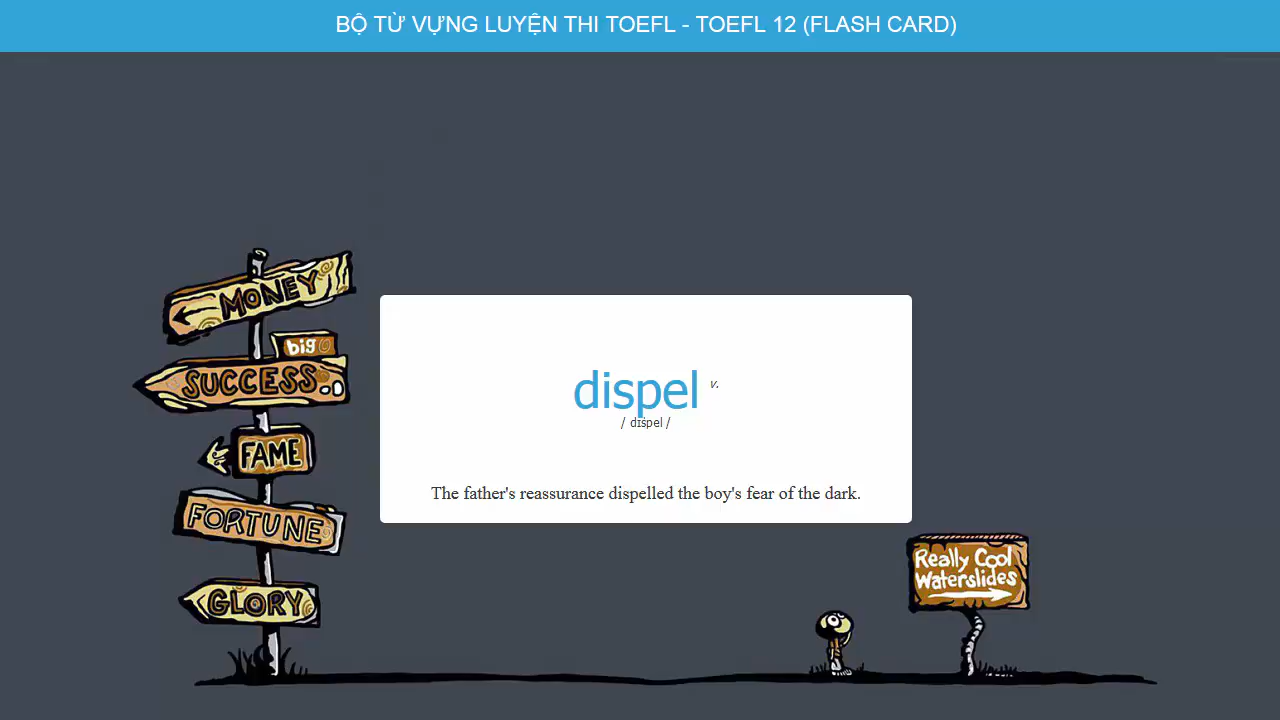 BỘ TỪ VỰNG LUYỆN THI TOEFL - TOEFL 12 (FLASH CARD)
MONEY
big
SUCCESS
FAME
FORTUNE
GLORY
dispel v.
/ dɪˈspel /
The father's reassurance dispelled the boy's fear of the dark.
Really Cool
Waterslides